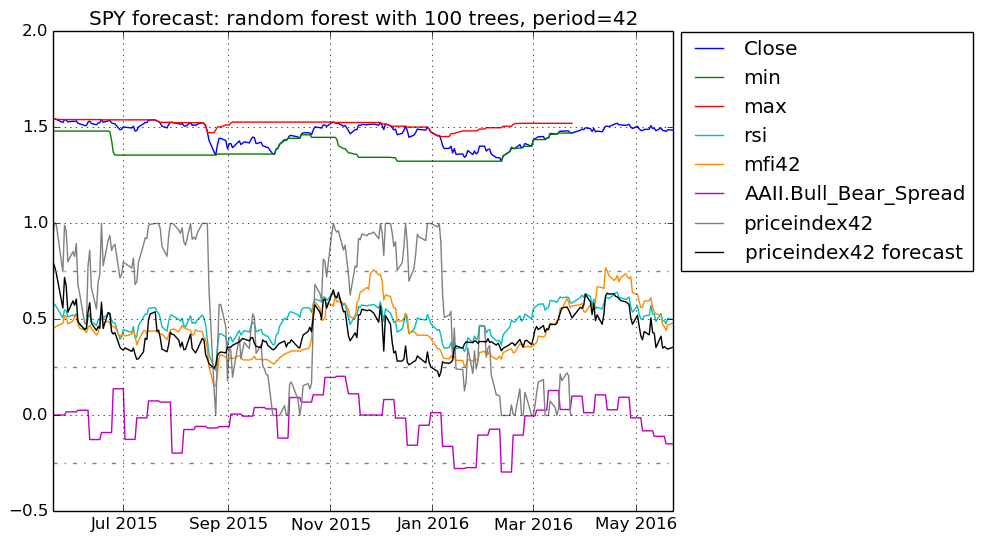 SPY forecast: random forest with 100 trees, period=42
2.0
1.5
1.0
0.5
0.0
−0.5
Jul 2015
Sep 2015
Nov 2015
Jan 2016
Mar 2016
May 2016
Close
min
max
rsi
mfi42
AAII.Bull_Bear_Spread
priceindex42
priceindex42 forecast